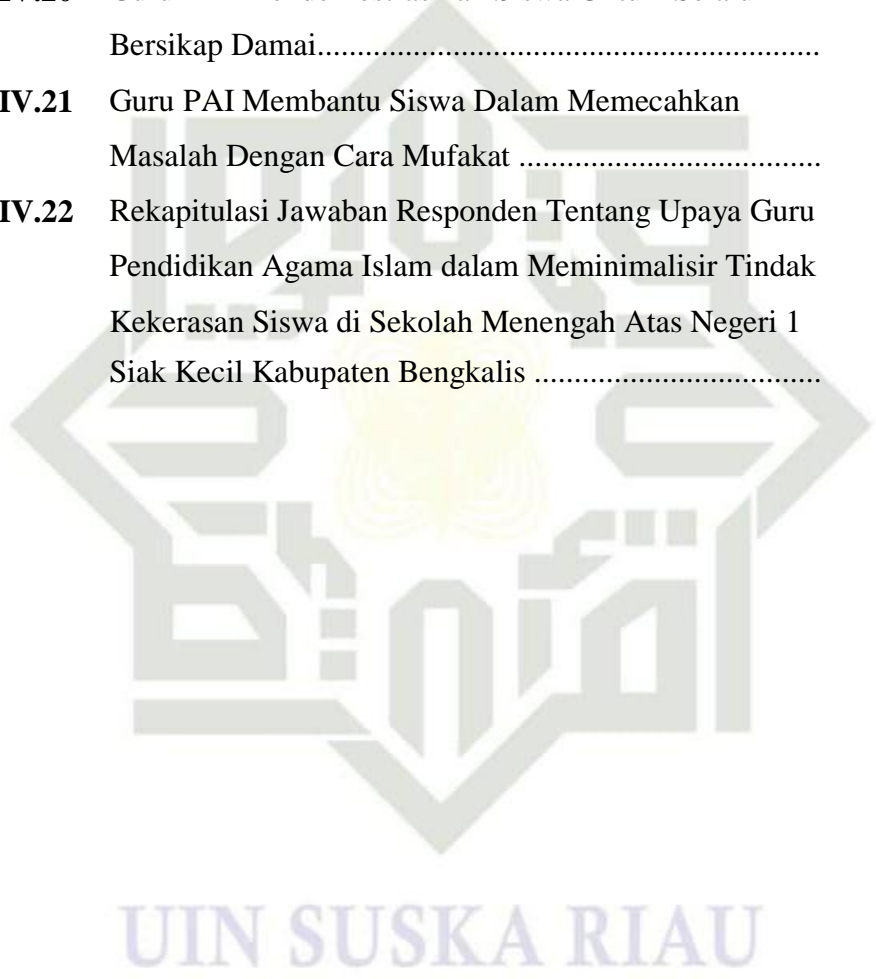 Bersikap Damai..............................................................
IV.21 Guru PAI Membantu Siswa Dalam Memecahkan
Masalah Dengan Cara Mufakat ......................................
IV.22 Rekapitulasi Jawaban Responden Tentang Upaya Guru
Pendidikan Agama Islam dalam Meminimalisir Tindak
Kekerasan Siswa di Sekolah Menengah Atas Negeri 1
Siak Kecil Kabupaten Bengkalis ....................................
UIN SUSKA RIAU